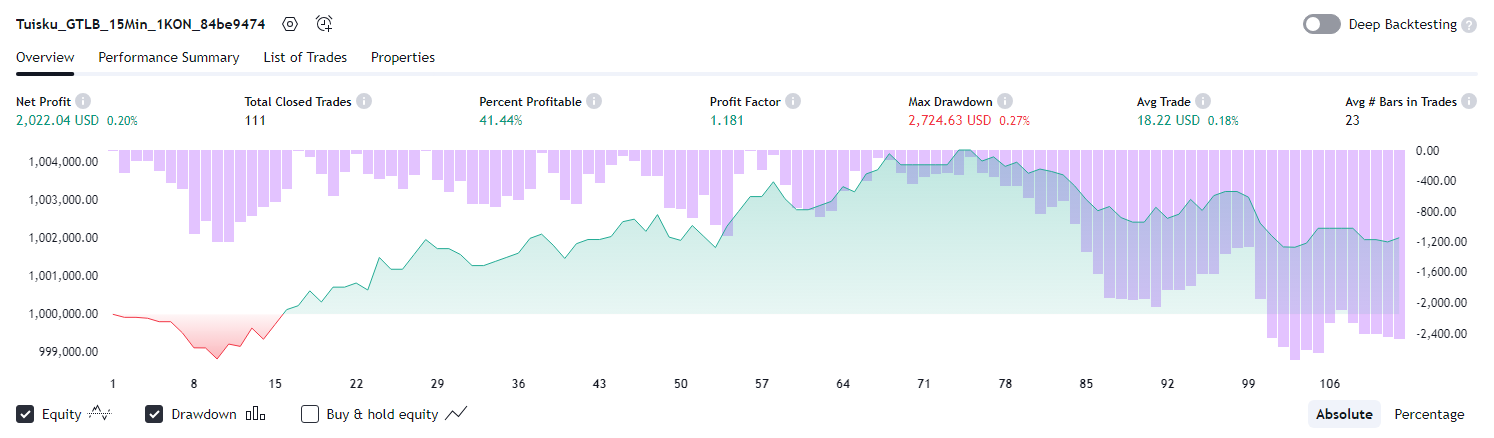 Tuisku_GTLB_15Min_1KON_84be9474 Deep Backtesting
Overview Performance Summary List of Trades Properties
Net Profit Total Closed Trades Percent Profitable Profit Factor Max Drawdown Avg Trade Avg # Bars in Trades
2,022.04 USD 0.20% 111 41.44% 1.181 2,724.63 USD 0.27% 18.22 USD 0.18% 23
1,004,000.00 0.00
1,003,000.00 -400.00
1,002,000.00 -800.00
1,001,000.00 -1,200.00
1,000,000.00 -1,600.00
999,000.00 -2,000.00
-2,400.00
1 8 15 22 29 36 43 50 57 64 71 78 85 92 99 106
Equity Drawdown Buy & hold equity Absolute Percentage